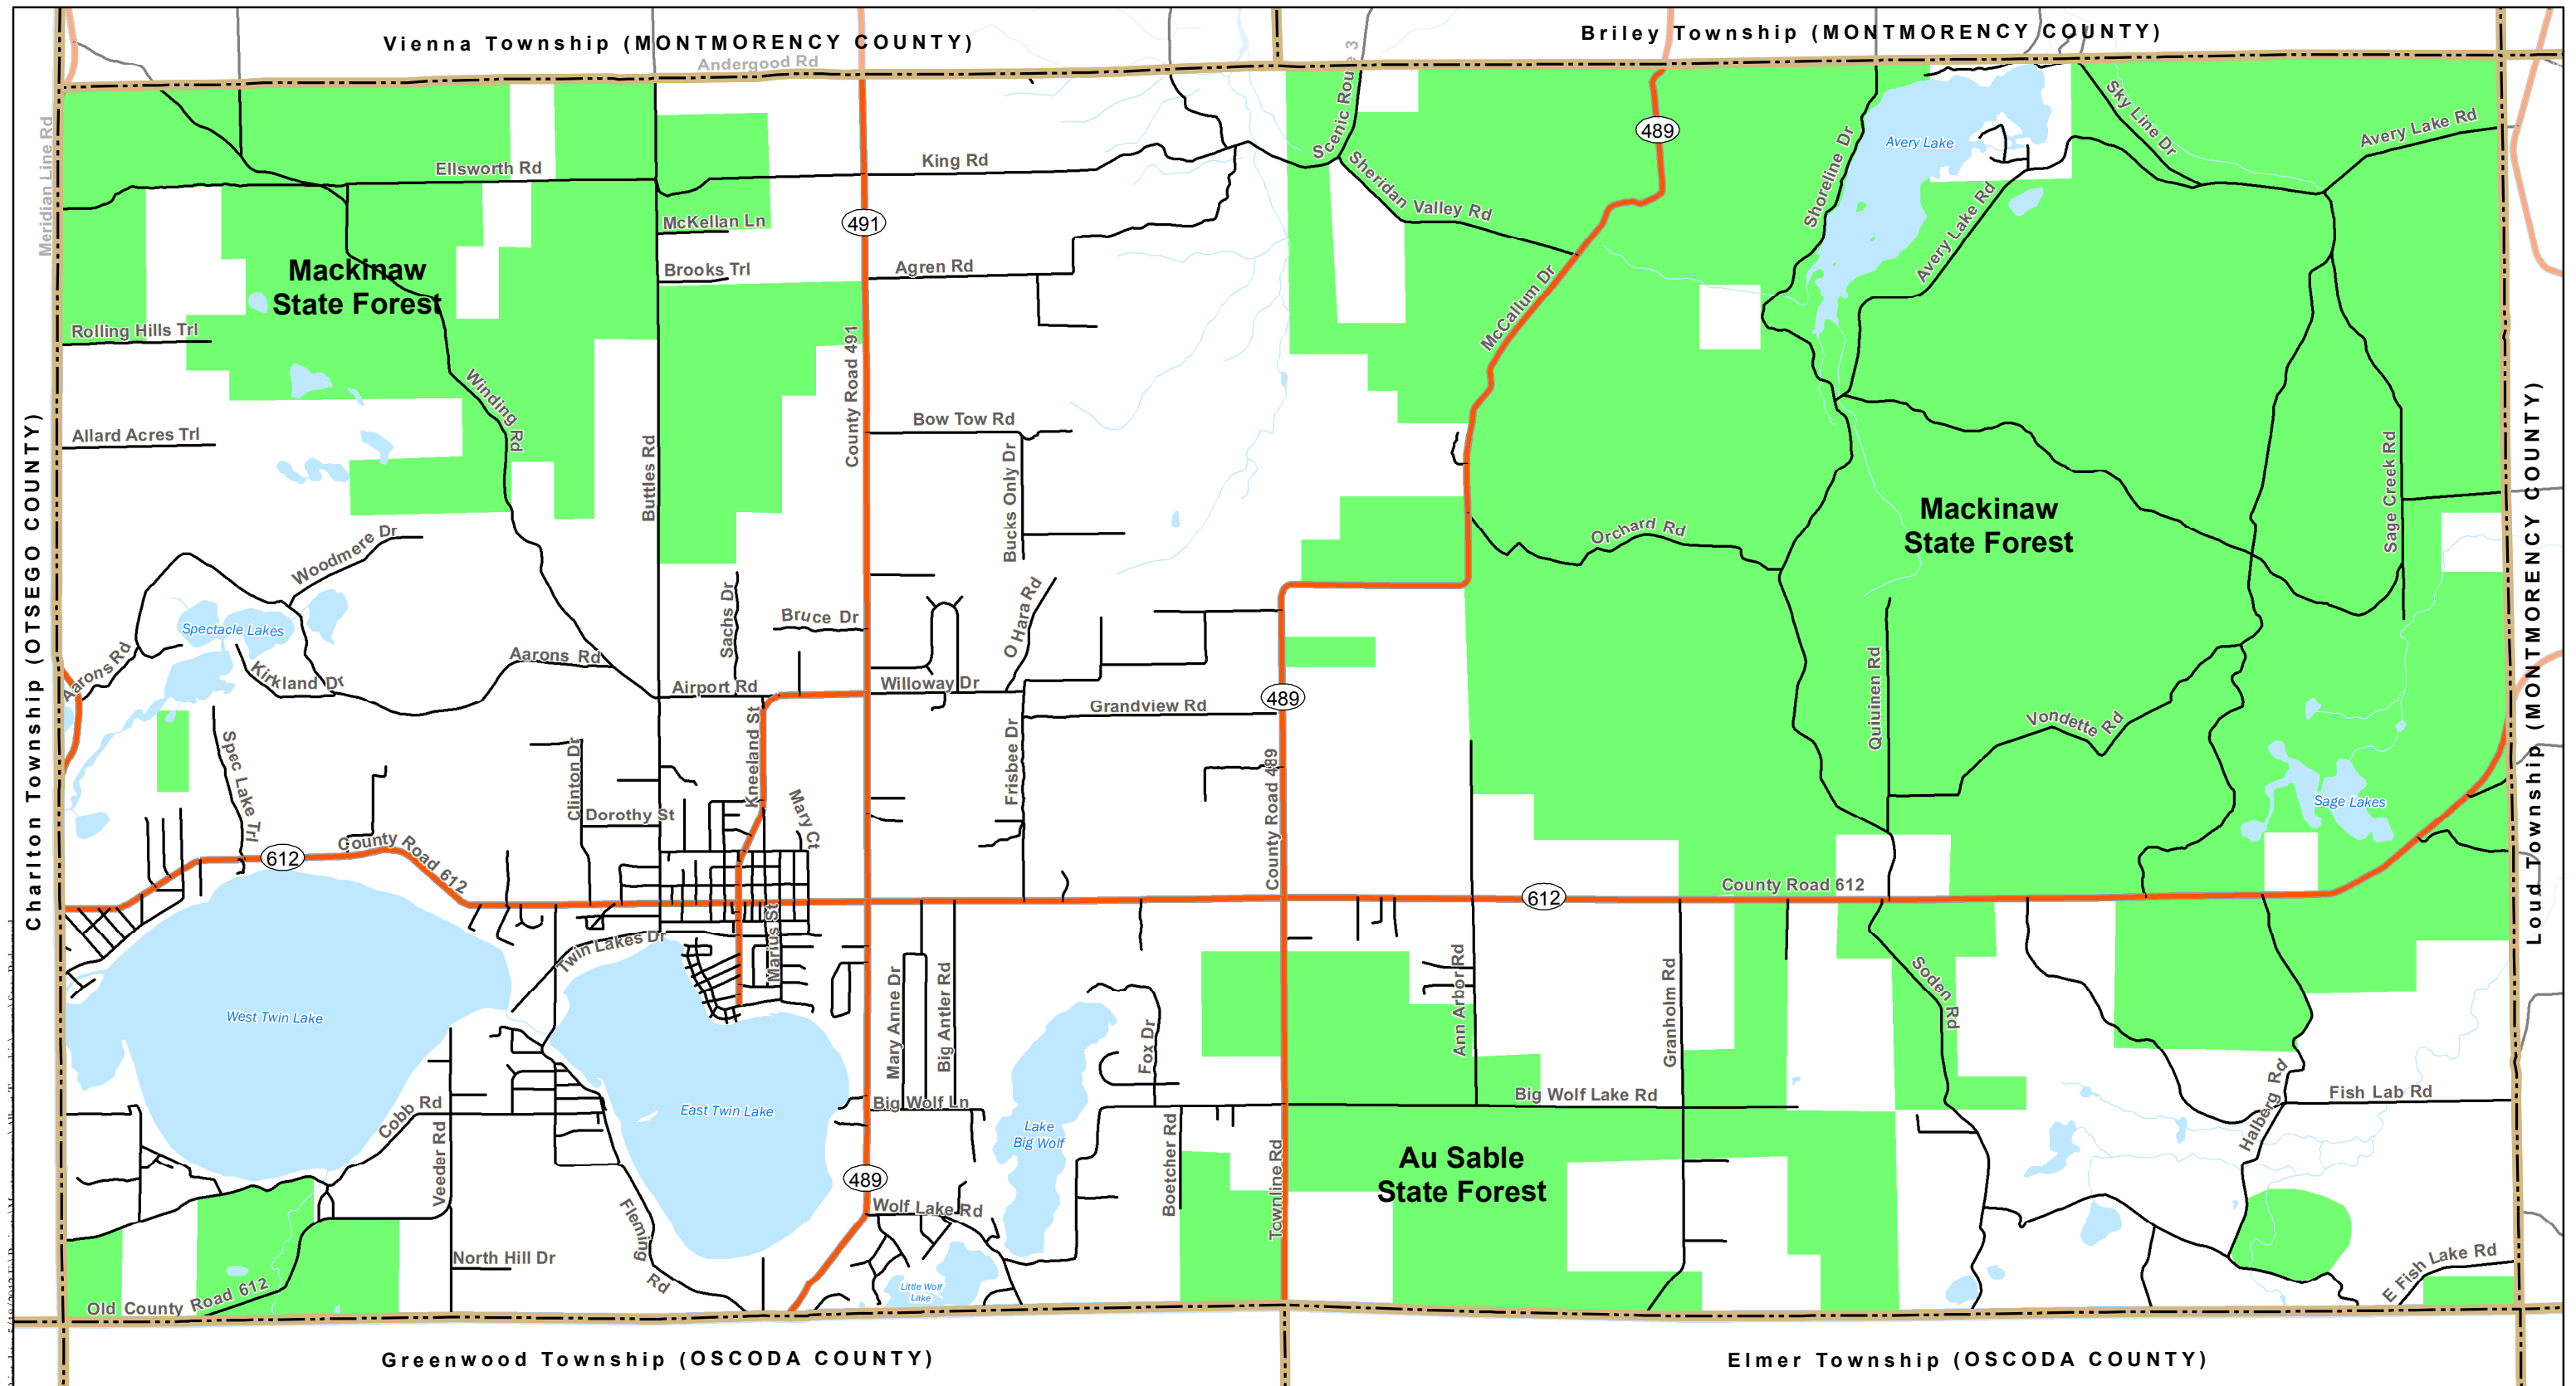 Vienna Township (MONTMORENCY COUNTY)
Briley Township (MONTMORENCY COUNTY)
Andergood Rd
Scenic Route 3
489
Sky Line Dr
Avery Lake Rd
Meridian Line Rd
Ellsworth Rd
King Rd
Avery Lake
Shoreline Dr
Sheridan Valley Rd
McKellan Ln
491
Avery Lake Rd
Mackinaw
State Forest
Brooks Trl
Agren Rd
McCallum Dr
Rolling Hills Trl
County Road 491
Winding Rd
Allard Acres Trl
Buttles Rd
Bow Tow Rd
Bucks Only Dr
Sage Creek Rd
Mackinaw
State Forest
Orchard Rd
Woodmere Dr
Charlton Township (OTSEGO COUNTY)
Loud Township (MONTMORENCY COUNTY)
Spectacle Lakes
Sachs Dr
Bruce Dr
O Hara Rd
Aarons Rd
Kirkland Dr
Aarons Rd
Airport Rd
Willoway Dr
Grandview Rd
489
Quiuinen Rd
Vondette Rd
Spec Lake Trl
Clinton Dr
Kneeland St
Frisbee Dr
County Road 489
Dorothy St
Mary Ct
Sage Lakes
612
County Road 612
612
County Road 612
Twin Lakes Dr
Marius St
West Twin Lake
Mary Anne Dr
Big Antler Rd
Fox Dr
Ann Arbor Rd
Granholm Rd
Soden Rd
Halberg Rd
Cobb Rd
East Twin Lake
Big Wolf Ln
Lake
Big Wolf
Big Wolf Lake Rd
Fish Lab Rd
Veeder Rd
Boetcher Rd
Townline Rd
Au Sable
State Forest
489
Wolf Lake Rd
Fleming Rd
North Hill Dr
Little Wolf
Lake
Old County Road 612
E Fish Lake Rd
Greenwood Township (OSCODA COUNTY)
Elmer Township (OSCODA COUNTY)